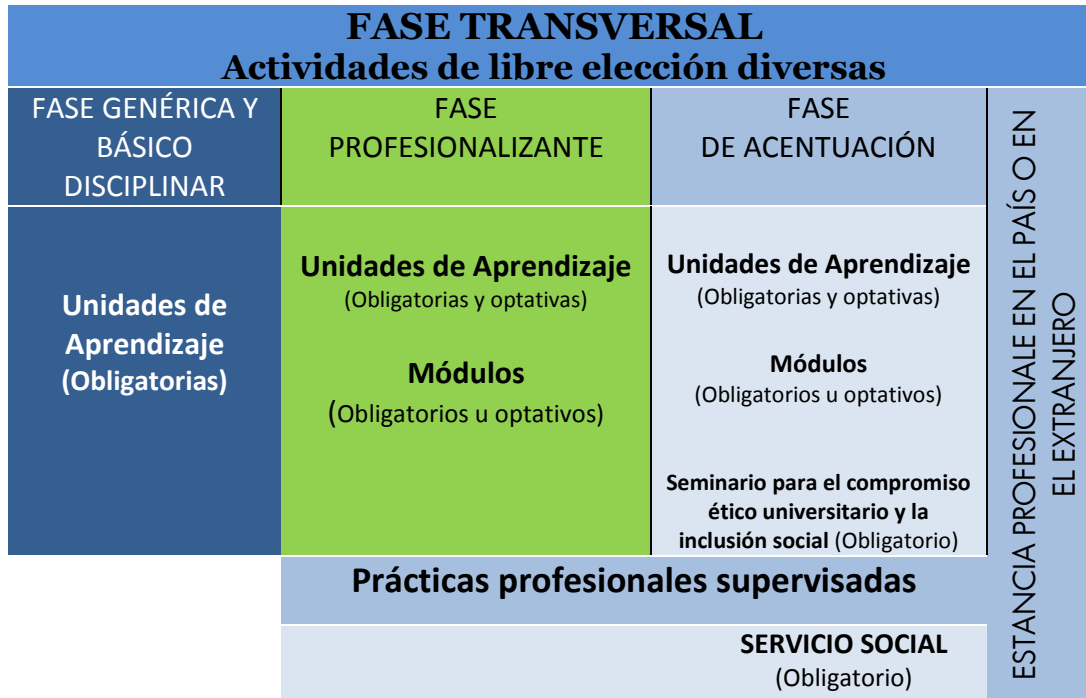 FASE TRANSVERSAL
Actividades de libre elección diversas
FASE GENÉRICA Y
BÁSICO
DISCIPLINAR
FASE
PROFESIONALIZANTE
FASE
DE ACENTUACIÓN
Unidades de
Aprendizaje
(Obligatorias)
Unidades de Aprendizaje
(Obligatorias y optativas)
Módulos
(Obligatorios u optativos)
Unidades de Aprendizaje
(Obligatorias y optativas)
Módulos
(Obligatorios u optativos)
Seminario para el compromiso
ético universitario y la
inclusión social (Obligatorio)
ESTANCIA PROFESIONALE EN EL PAÍS O EN
EL EXTRANJERO
Prácticas profesionales supervisadas
SERVICIO SOCIAL
(Obligatorio)